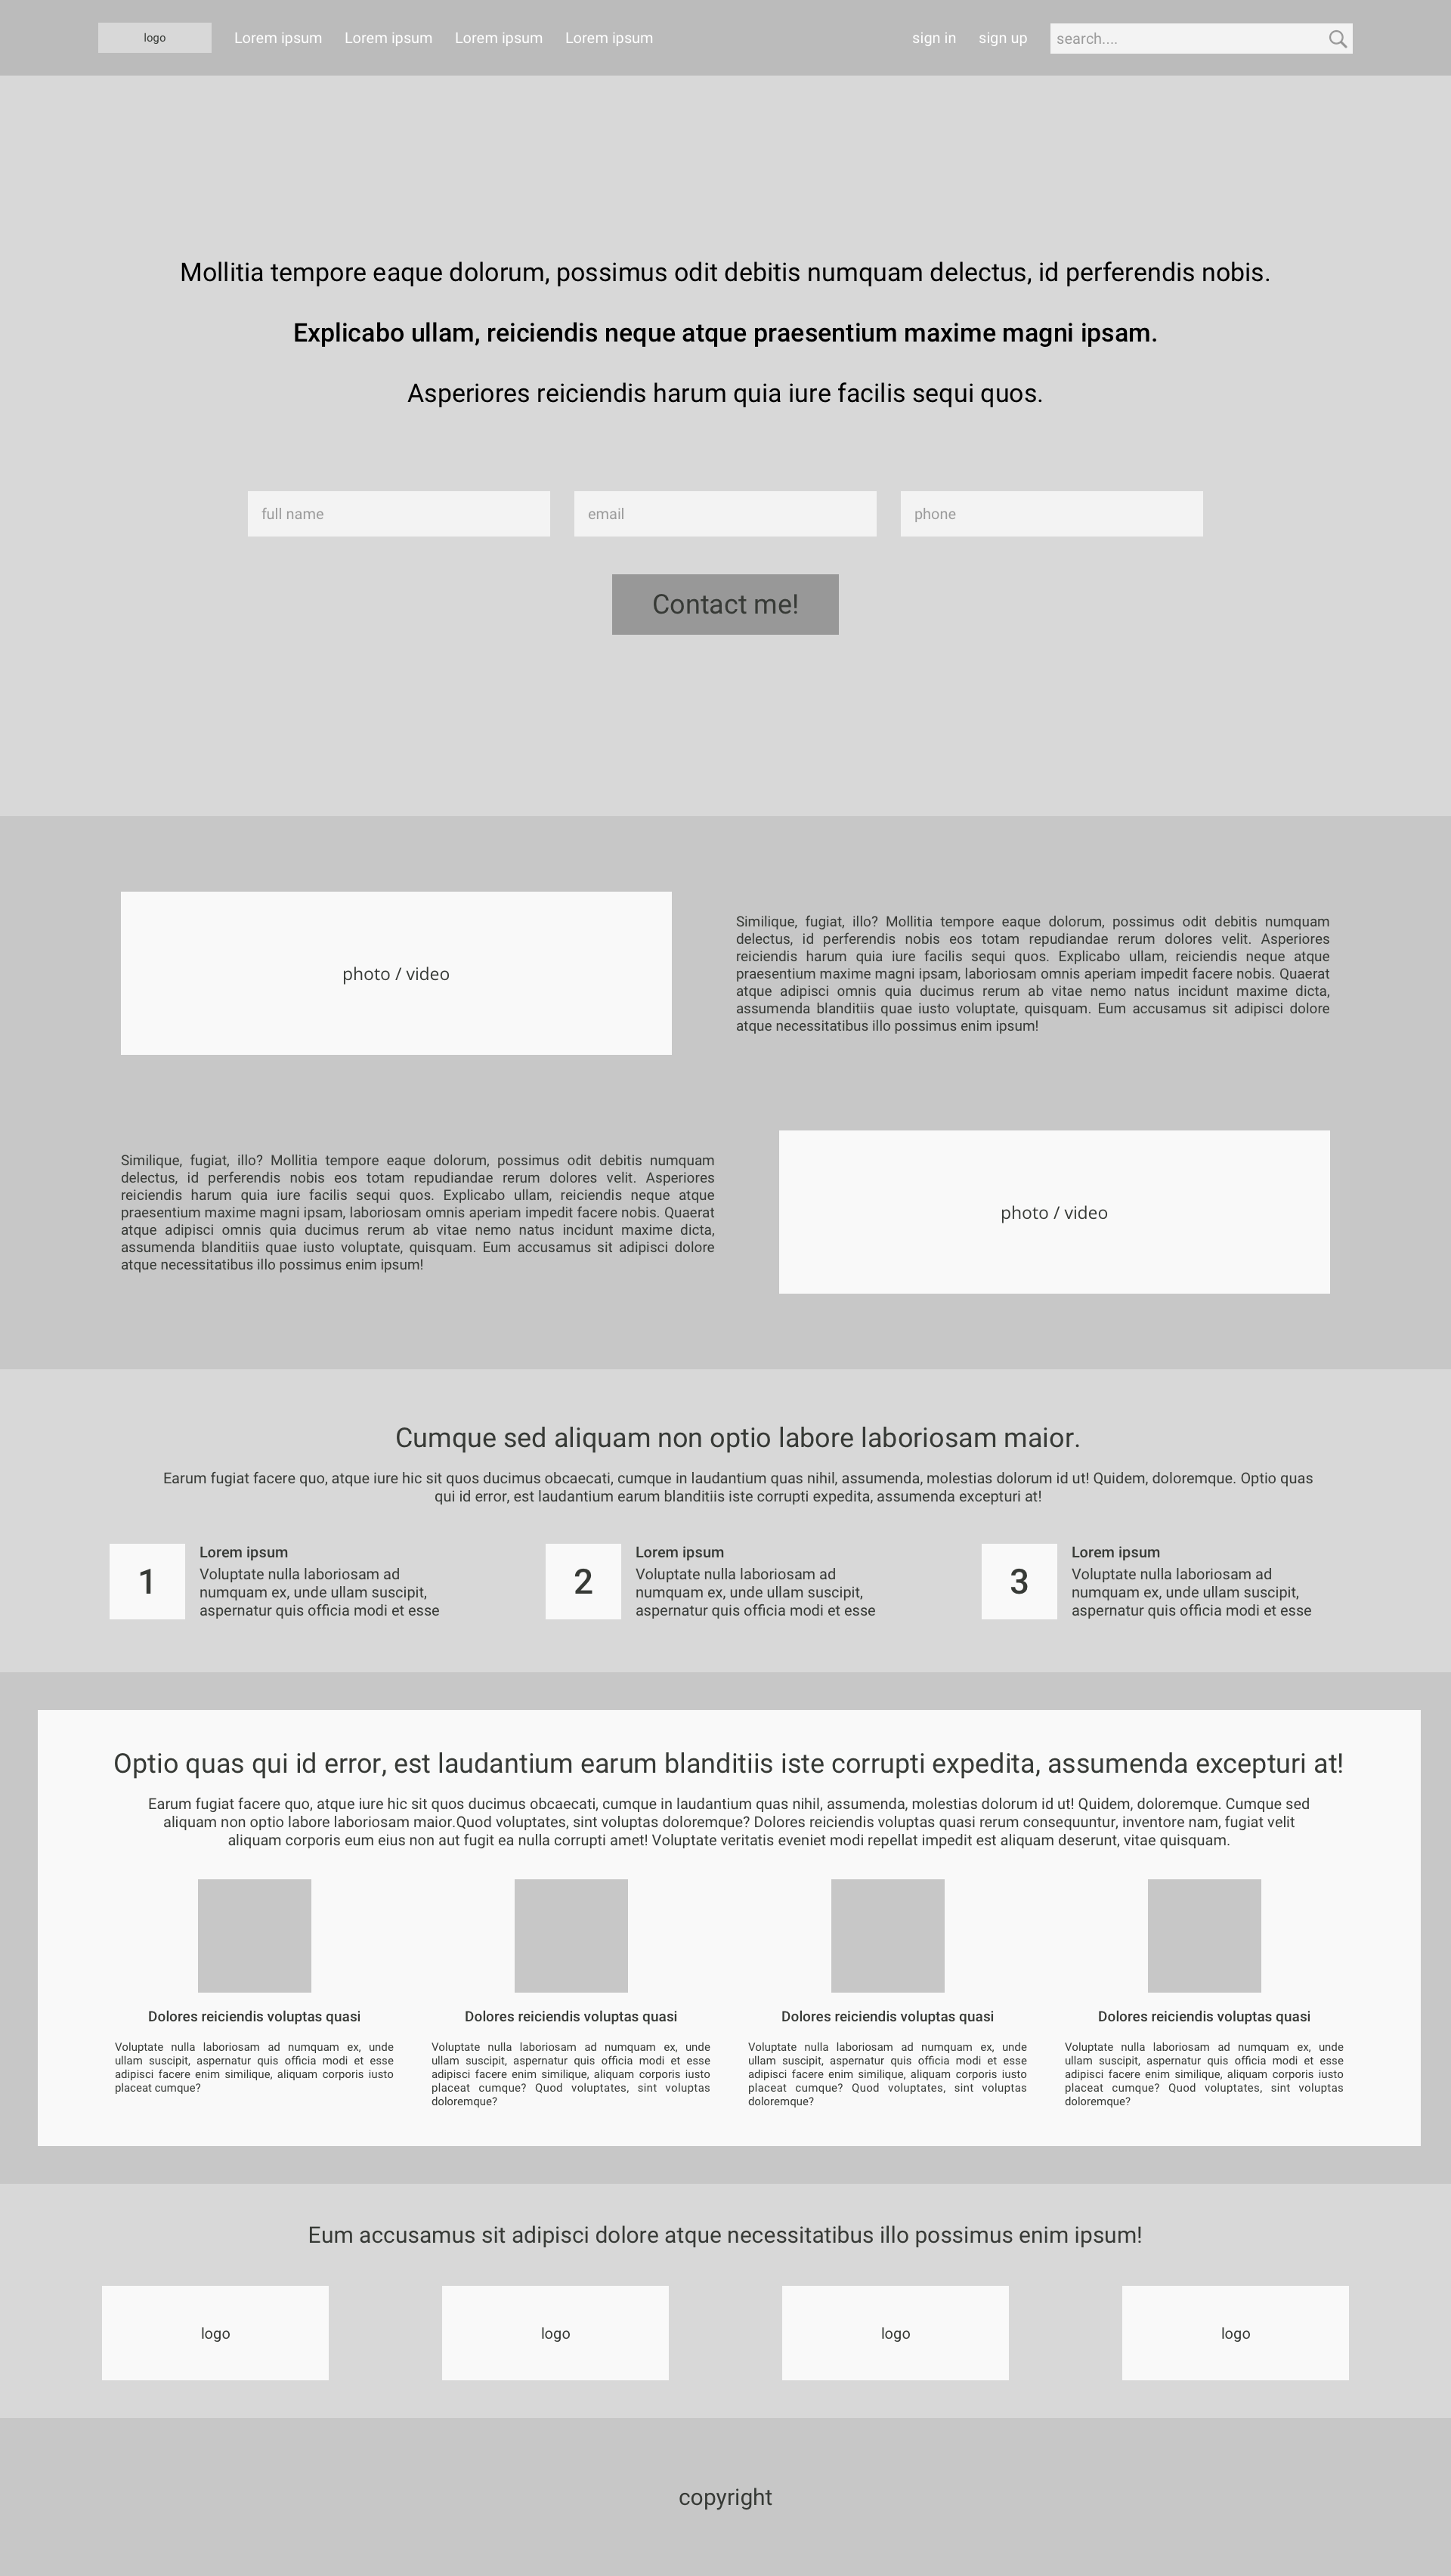 logo
Lorem ipsum
Lorem ipsum
Lorem ipsum
Lorem ipsum
sign in
sign up
search....
Mollitia tempore eaque dolorum, possimus odit debitis numquam delectus, id perferendis nobis.
Explicabo ullam, reiciendis neque atque praesentium maxime magni ipsam.
Asperiores reiciendis harum quia iure facilis sequi quos.
full name
email
phone
Contact me!
photo / video
Similique, fugiat, illo? Mollitia tempore eaque dolorum, possimus odit debitis numquam
delectus, id perferendis nobis eos totam repudiandae rerum dolores velit. Asperiores
reiciendis harum quia iure facilis sequi quos. Explicabo ullam, reiciendis neque atque
praesentium maxime magni ipsam, laboriosam omnis aperiam impedit facere nobis. Quaerat
atque adipisci omnis quia ducimus rerum ab vitae nemo natus incidunt maxime dicta,
assumenda blanditiis quae iusto voluptate, quisquam. Eum accusamus sit adipisci dolore
atque necessitatibus illo possimus enim ipsum!
Similique, fugiat, illo? Mollitia tempore eaque dolorum, possimus odit debitis numquam
delectus, id perferendis nobis eos totam repudiandae rerum dolores velit. Asperiores
reiciendis harum quia iure facilis sequi quos. Explicabo ullam, reiciendis neque atque
praesentium maxime magni ipsam, laboriosam omnis aperiam impedit facere nobis. Quaerat
atque adipisci omnis quia ducimus rerum ab vitae nemo natus incidunt maxime dicta,
assumenda blanditiis quae iusto voluptate, quisquam. Eum accusamus sit adipisci dolore
atque necessitatibus illo possimus enim ipsum!
photo / video
Cumque sed aliquam non optio labore laboriosam maior.
Earum fugiat facere quo, atque iure hic sit quos ducimus obcaecati, cumque in laudantium quas nihil, assumenda, molestias dolorum id ut! Quidem, doloremque. Optio quas
qui id error, est laudantium earum blanditiis iste corrupti expedita, assumenda excepturi at!
1
Lorem ipsum
Voluptate nulla laboriosam ad
numquam ex, unde ullam suscipit,
aspernatur quis officia modi et esse
2
Lorem ipsum
Voluptate nulla laboriosam ad
numquam ex, unde ullam suscipit,
aspernatur quis officia modi et esse
3
Lorem ipsum
Voluptate nulla laboriosam ad
numquam ex, unde ullam suscipit,
aspernatur quis officia modi et esse
Optio quas qui id error, est laudantium earum blanditiis iste corrupti expedita, assumenda excepturi at!
Earum fugiat facere quo, atque iure hic sit quos ducimus obcaecati, cumque in laudantium quas nihil, assumenda, molestias dolorum id ut! Quidem, doloremque. Cumque sed
aliquam non optio labore laboriosam maior.Quod voluptates, sint voluptas doloremque? Dolores reiciendis voluptas quasi rerum consequuntur, inventore nam, fugiat velit
aliquam corporis eum eius non aut fugit ea nulla corrupti amet! Voluptate veritatis eveniet modi repellat impedit est aliquam deserunt, vitae quisquam.
Dolores reiciendis voluptas quasi
Voluptate nulla laboriosam ad numquam ex, unde
ullam suscipit, aspernatur quis officia modi et esse
adipisci facere enim similique, aliquam corporis iusto
placeat cumque?
Dolores reiciendis voluptas quasi
Voluptate nulla laboriosam ad numquam ex, unde
ullam suscipit, aspernatur quis officia modi et esse
adipisci facere enim similique, aliquam corporis iusto
placeat cumque? Quod voluptates, sint voluptas
doloremque?
Dolores reiciendis voluptas quasi
Voluptate nulla laboriosam ad numquam ex, unde
ullam suscipit, aspernatur quis officia modi et esse
adipisci facere enim similique, aliquam corporis iusto
placeat cumque? Quod voluptates, sint voluptas
doloremque?
Dolores reiciendis voluptas quasi
Voluptate nulla laboriosam ad numquam ex, unde
ullam suscipit, aspernatur quis officia modi et esse
adipisci facere enim similique, aliquam corporis iusto
placeat cumque? Quod voluptates, sint voluptas
doloremque?
Eum accusamus sit adipisci dolore atque necessitatibus illo possimus enim ipsum!
logo
logo
logo
logo
copyright